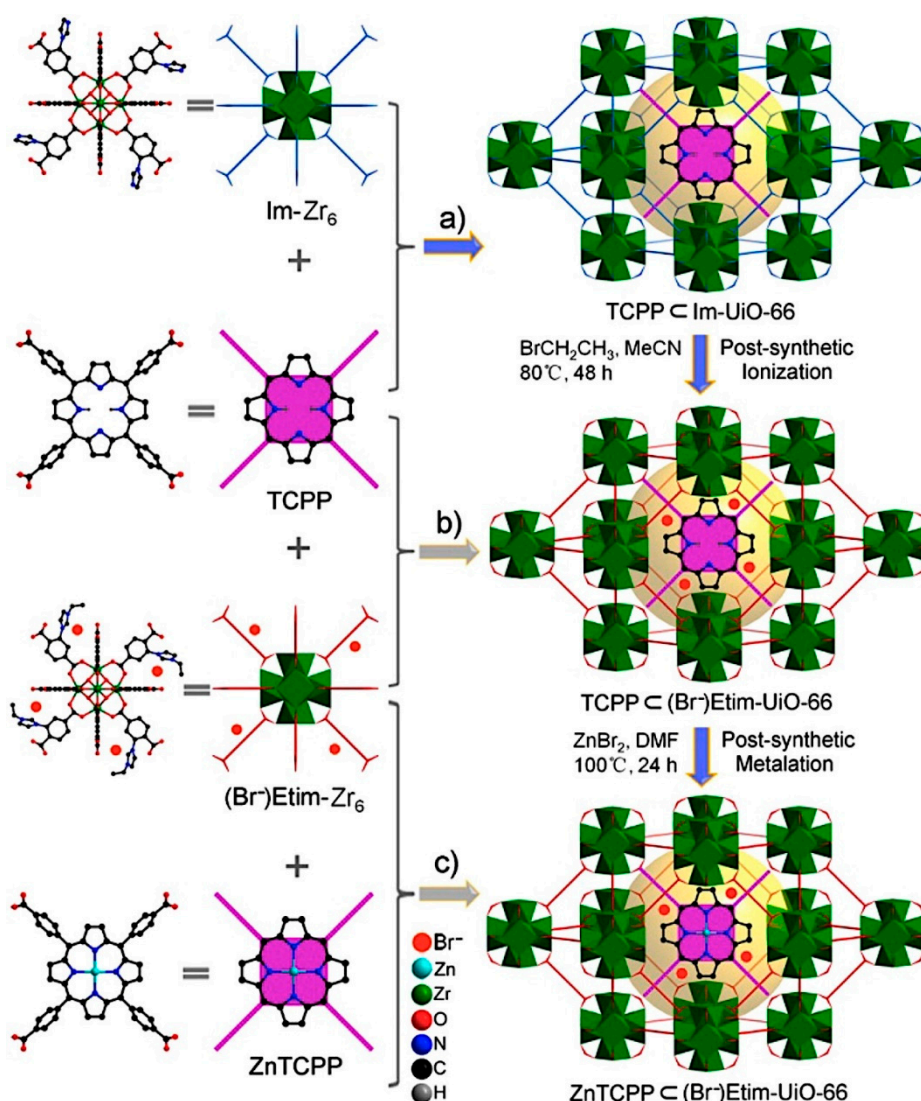 Im-Zr₆
+
a)
TCPP ⊂ Im-UiO-66
BrCH₂CH₃, MeCN
80℃, 48 h
Post-synthetic
Ionization
=
=
TCPP
+
b)
TCPP ⊂ (Br⁻)Etim-UiO-66
ZnBr₂, DMF
100℃, 24 h
Post-synthetic
Metalation
=
(Br⁻)Etim-Zr₆
+
c)
=
ZnTCPP
Br⁻
Zn
Zr
O
N
C
H
ZnTCPP ⊂ (Br⁻)Etim-UiO-66